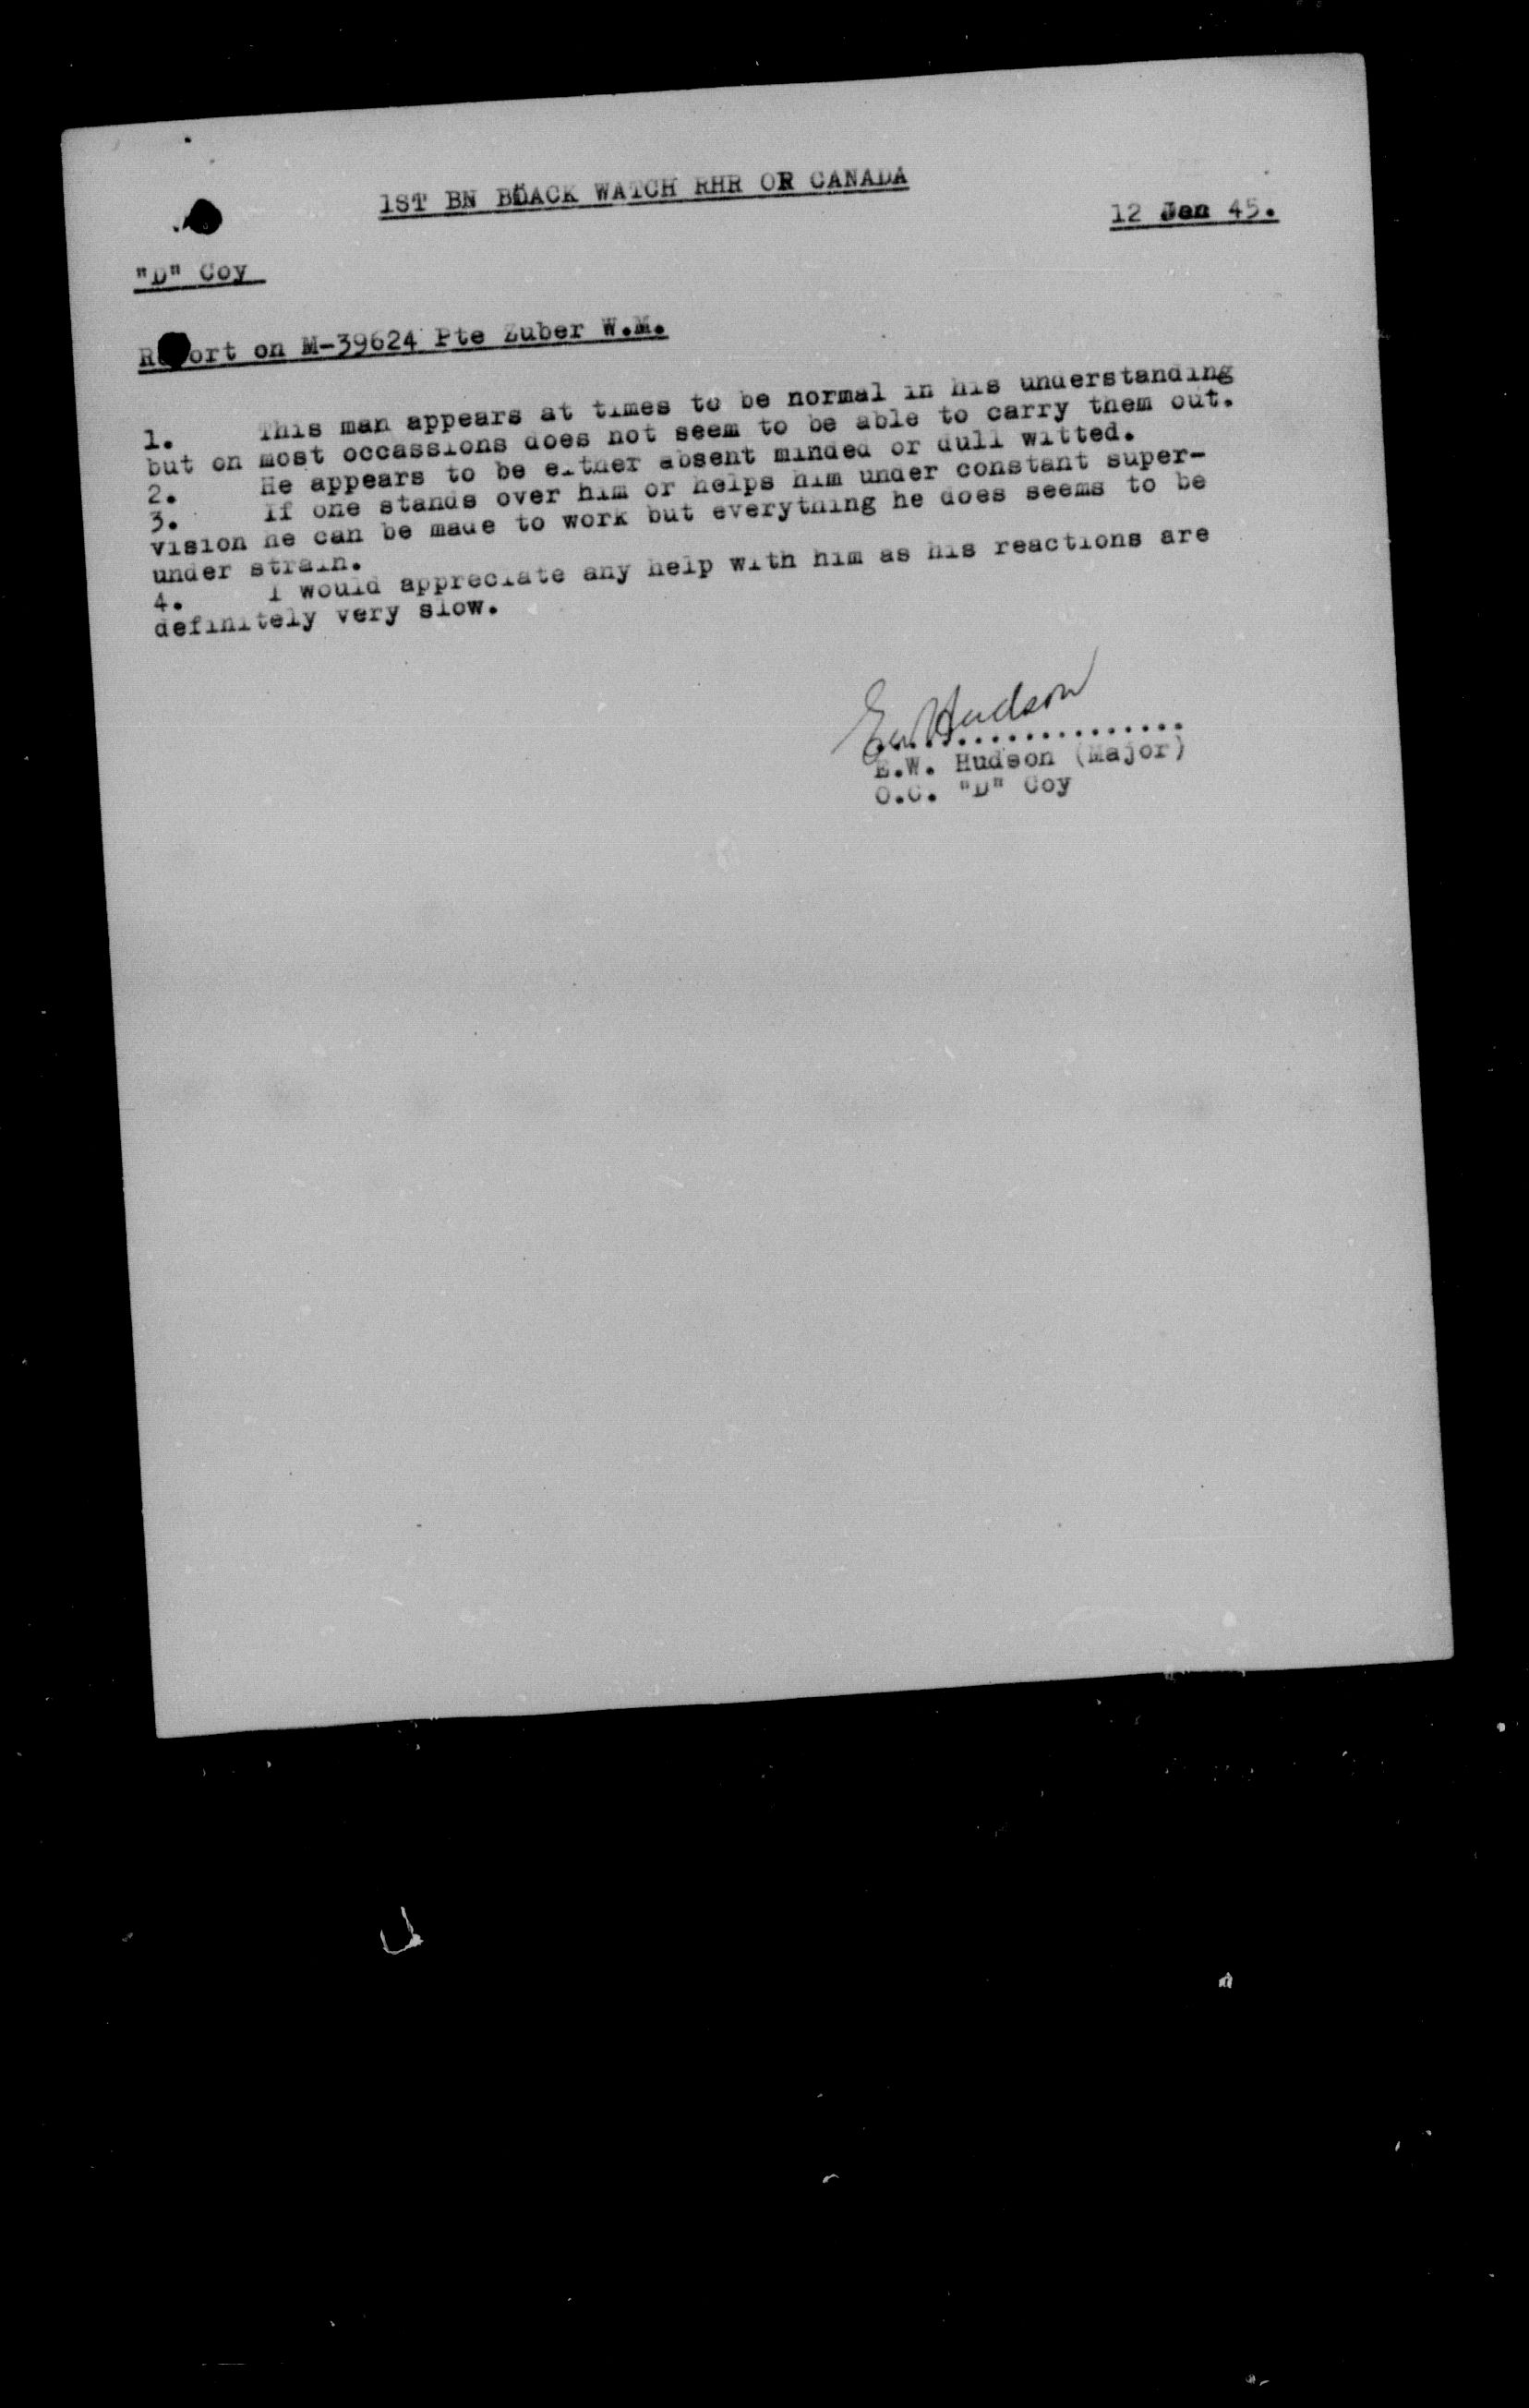 1ST BN BLACK WATCH RHR OR CANADA
12 Jan 45.
"D" Coy
Report on M-39624 Pte Zuber W.M.
1. This man appears at times to be normal in his understanding
but on most occassions does not seem to be able to carry them out.
2. He appears to be either absent minded or dull witted.
3. If one stands over him or helps him under constant super-
vision he can be made to work but everything he does seems to be
under strain.
4. I would appreciate any help with him as his reactions are
definitely very slow.
EW Hudson
...................
E.W. Hudson (Major)
O.C. "D" Coy